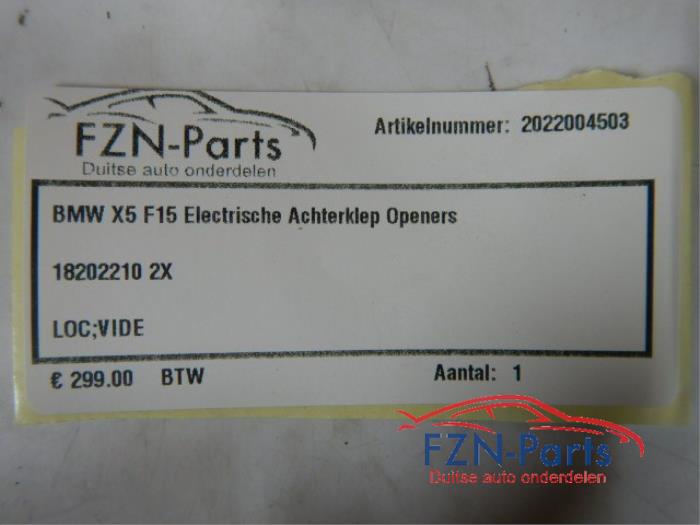 FZN-Parts
Duitse auto onderdelen
Artikelnummer: 2022004503
BMW X5 F15 Electrische Achterklep Openers
18202210 2X
LOC;VIDE
€ 299.00 BTW
Aantal: 1
FZN-Parts
Duitse auto onderdelen